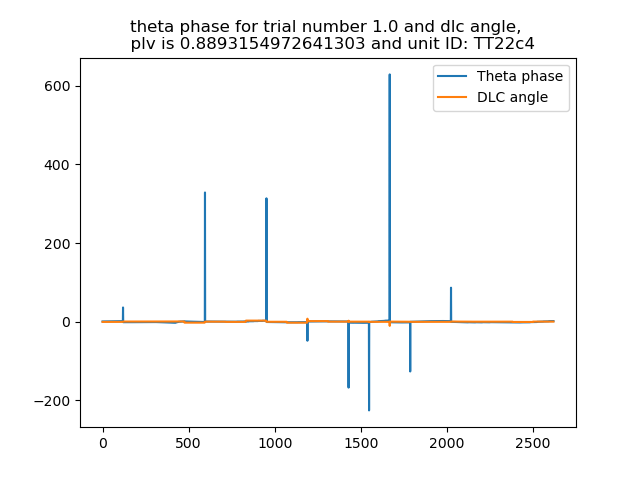 theta phase for trial number 1.0 and dlc angle,
plv is 0.8893154972641303 and unit ID: TT22c4
Theta phase
DLC angle
600
400
200
0
−200
0 500 1000 1500 2000 2500